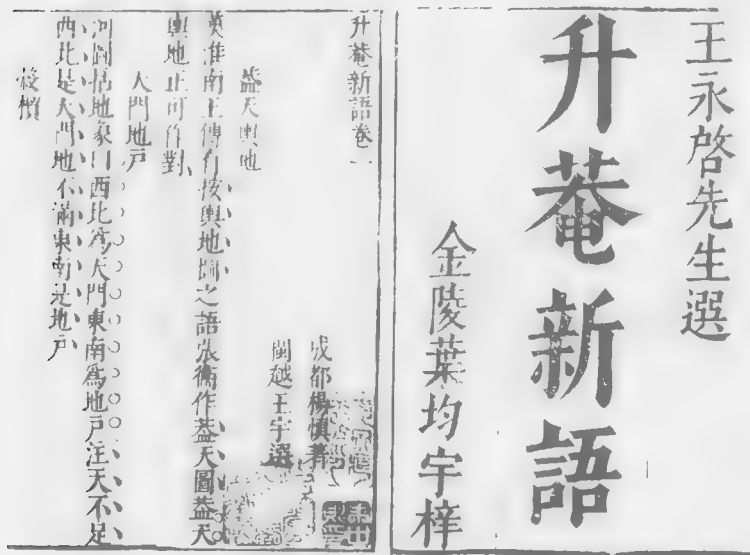 王永啓先生選
升菴新語
金陵葉均宇梓
升菴新語卷一
成都楊慎著
閩越王宇選
蓋天輿地
漢淮南王傳有按輿地圖之語張衡作蓋天圖蓋天
輿地正可作對
天門地戶
河圖括地象曰西北為天門東南爲地戶注天不足
西北是天門地不滿東南是地戶